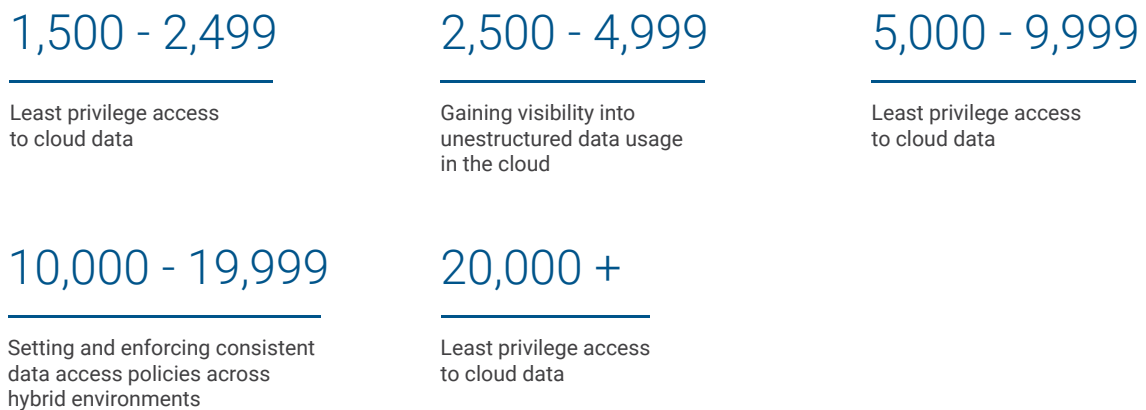 1,500 - 2,499
Least privilege access
to cloud data
2,500 - 4,999
Gaining visibility into
unestructured data usage
in the cloud
5,000 - 9,999
Least privilege access
to cloud data
10,000 - 19,999
Setting and enforcing consistent
data access policies across
hybrid environments
20,000 +
Least privilege access
to cloud data